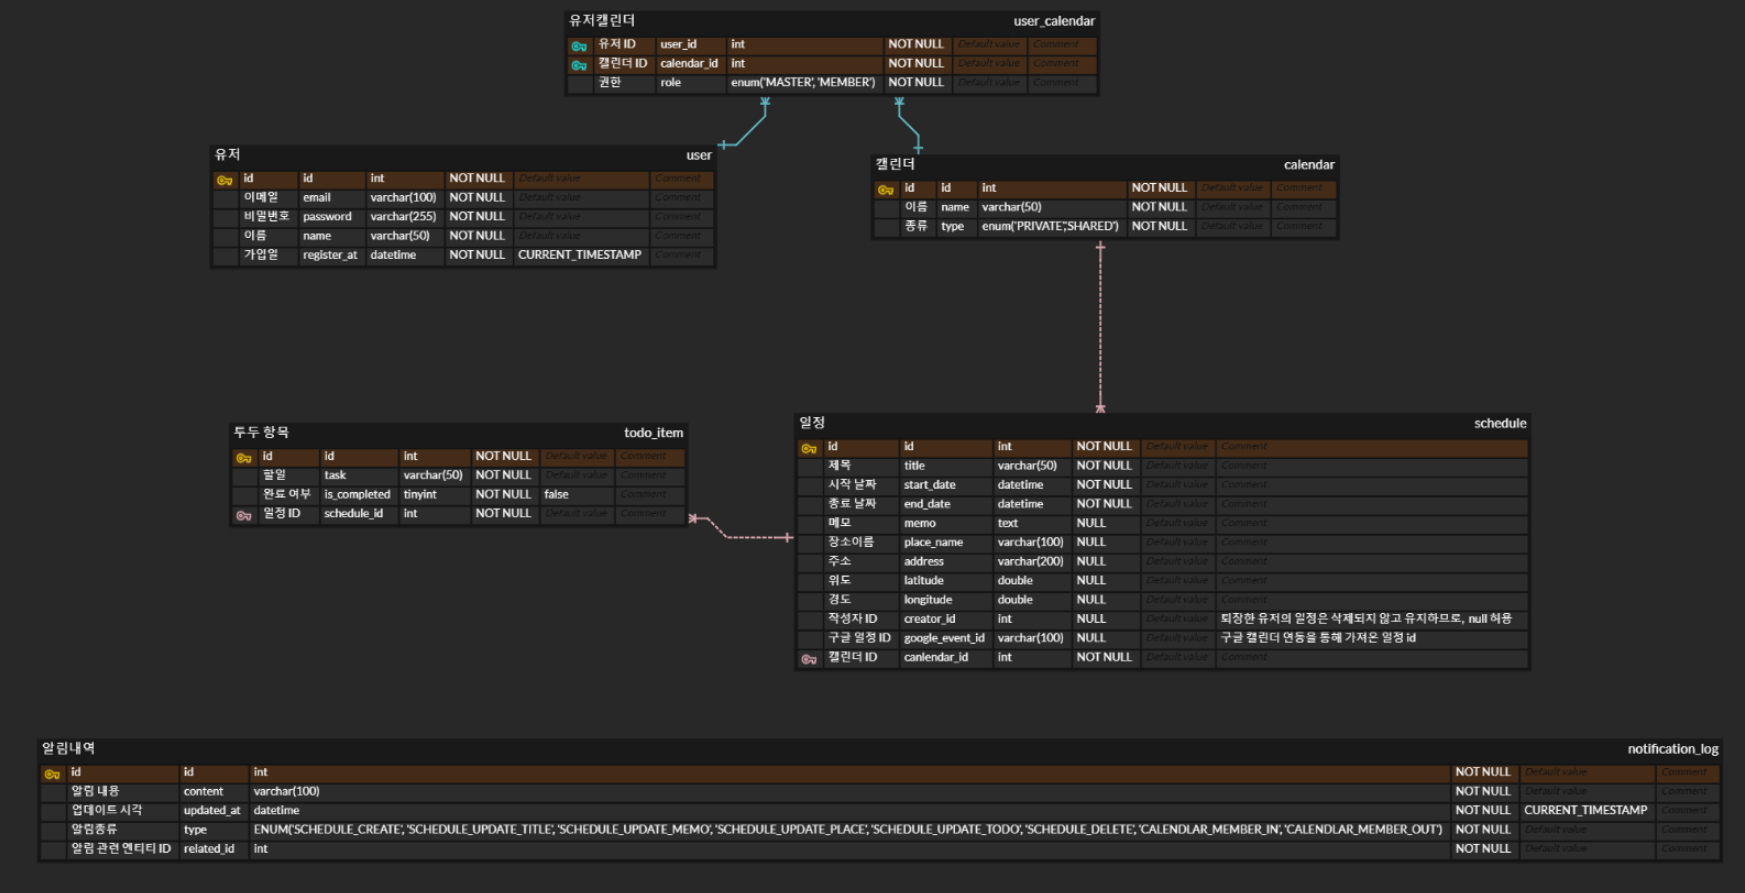 유저캘린더 user_calendar
유저 ID user_id int NOT NULL Default value Comment
캘린더 ID calendar_id int NOT NULL Default value Comment
권한 role enum('MASTER', 'MEMBER') NOT NULL Default value Comment
유저 user
id id int NOT NULL Default value Comment
이메일 email varchar(100) NOT NULL Default value Comment
비밀번호 password varchar(255) NOT NULL Default value Comment
이름 name varchar(50) NOT NULL Default value Comment
가입일 register_at datetime NOT NULL CURRENT_TIMESTAMP Comment
캘린더 calendar
id id int NOT NULL Default value Comment
이름 name varchar(50) NOT NULL Default value Comment
종류 type enum('PRIVATE','SHARED') NOT NULL Default value Comment
투두 항목 todo_item
id id int NOT NULL Default value Comment
할일 task varchar(50) NOT NULL Default value Comment
완료 여부 is_completed tinyint NOT NULL false Comment
일정 ID schedule_id int NOT NULL Default value Comment
일정 schedule
id id int NOT NULL Default value Comment
제목 title varchar(50) NOT NULL Default value Comment
시작 날짜 start_date datetime NOT NULL Default value Comment
종료 날짜 end_date datetime NOT NULL Default value Comment
메모 memo text NULL Default value Comment
장소이름 place_name varchar(100) NULL Default value Comment
주소 address varchar(200) NULL Default value Comment
위도 latitude double NULL Default value Comment
경도 longitude double NULL Default value Comment
작성자 ID creator_id int NULL Default value 퇴장한 유저의 일정은 삭제되지 않고 유지하므로, null 허용
구글 일정 ID google_event_id varchar(100) NULL Default value 구글 캘린더 연동을 통해 가져온 일정 id
캘린더 ID canlendar_id int NOT NULL Default value Comment
알림내역 notification_log
id id int NOT NULL Default value Comment
알림 내용 content varchar(100) NOT NULL Default value Comment
업데이트 시각 updated_at datetime NOT NULL CURRENT_TIMESTAMP Comment
알림종류 type ENUM('SCHEDULE_CREATE', 'SCHEDULE_UPDATE_TITLE', 'SCHEDULE_UPDATE_MEMO', 'SCHEDULE_UPDATE_PLACE', 'SCHEDULE_UPDATE_TODO', 'SCHEDULE_DELETE', 'CALENDLAR_MEMBER_IN', 'CALENDLAR_MEMBER_OUT') NOT NULL Default value Comment
알림 관련 엔티티 ID related_id int NOT NULL Default value Comment